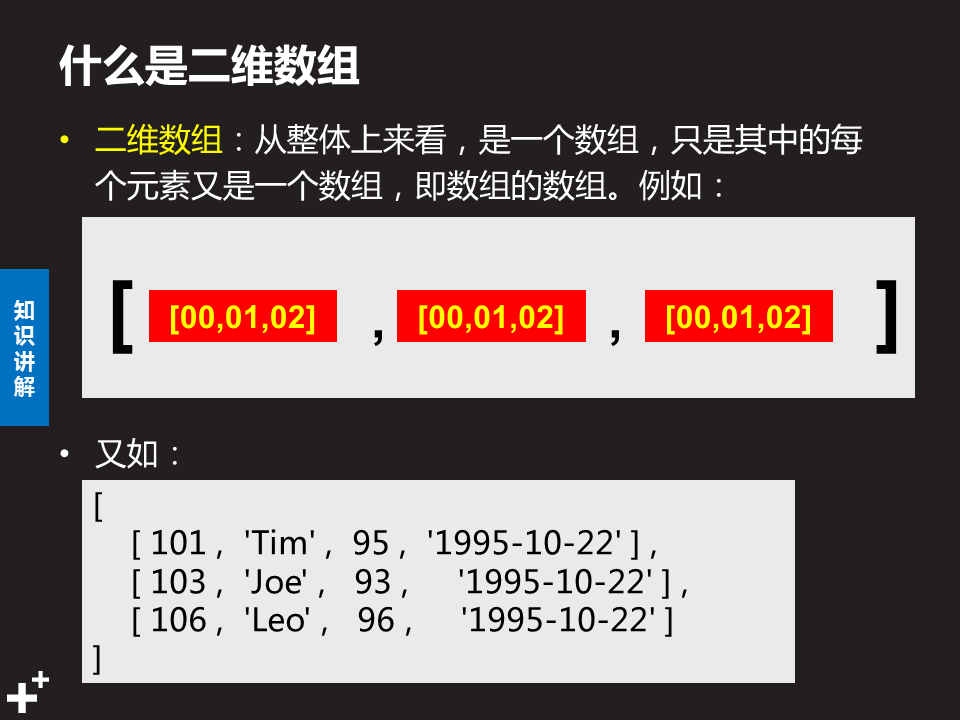 什么是二维数组
• 二维数组：从整体上来看，是一个数组，只是其中的每
个元素又是一个数组，即数组的数组。例如：
[ [00,01,02] , [00,01,02] , [00,01,02] ]
知
识
讲
解
• 又如：
[
[ 101 , 'Tim' , 95 , '1995-10-22' ] ,
[ 103 , 'Joe' , 93 , '1995-10-22' ] ,
[ 106 , 'Leo' , 96 , '1995-10-22' ]
]